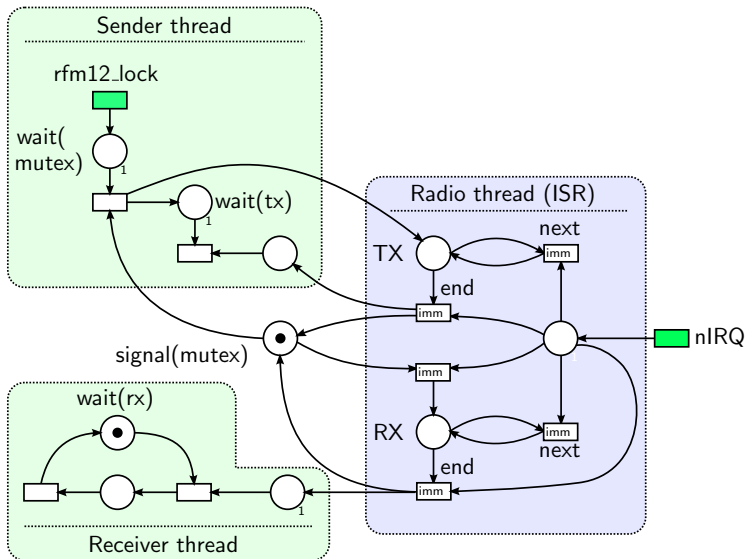 Sender thread
rfm12_lock
wait(
mutex)
1
wait(tx)
1
Radio thread (ISR)
TX
next
imm
end
imm
nIRQ
signal(mutex)
imm
wait(rx)
RX
imm
next
end
imm
1
Receiver thread